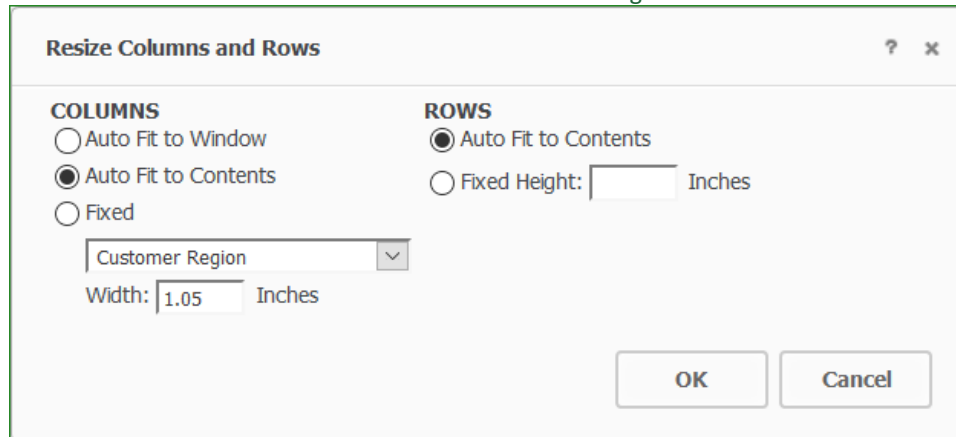 Resize Columns and Rows ? ×
COLUMNS
Auto Fit to Window
Auto Fit to Contents
Fixed
Customer Region
Width: 1.05 Inches
ROWS
Auto Fit to Contents
Fixed Height: Inches
OK Cancel